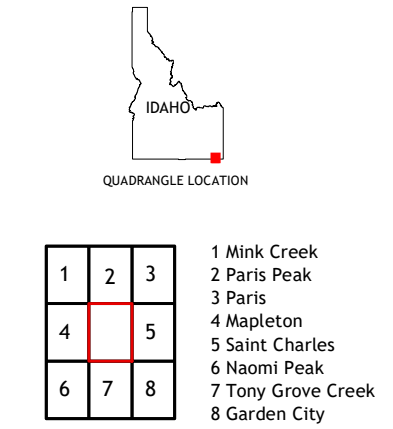 IDAHO
QUADRANGLE LOCATION
1 2 3
4 5
6 7 8
1 Mink Creek
2 Paris Peak
3 Paris
4 Mapleton
5 Saint Charles
6 Naomi Peak
7 Tony Grove Creek
8 Garden City